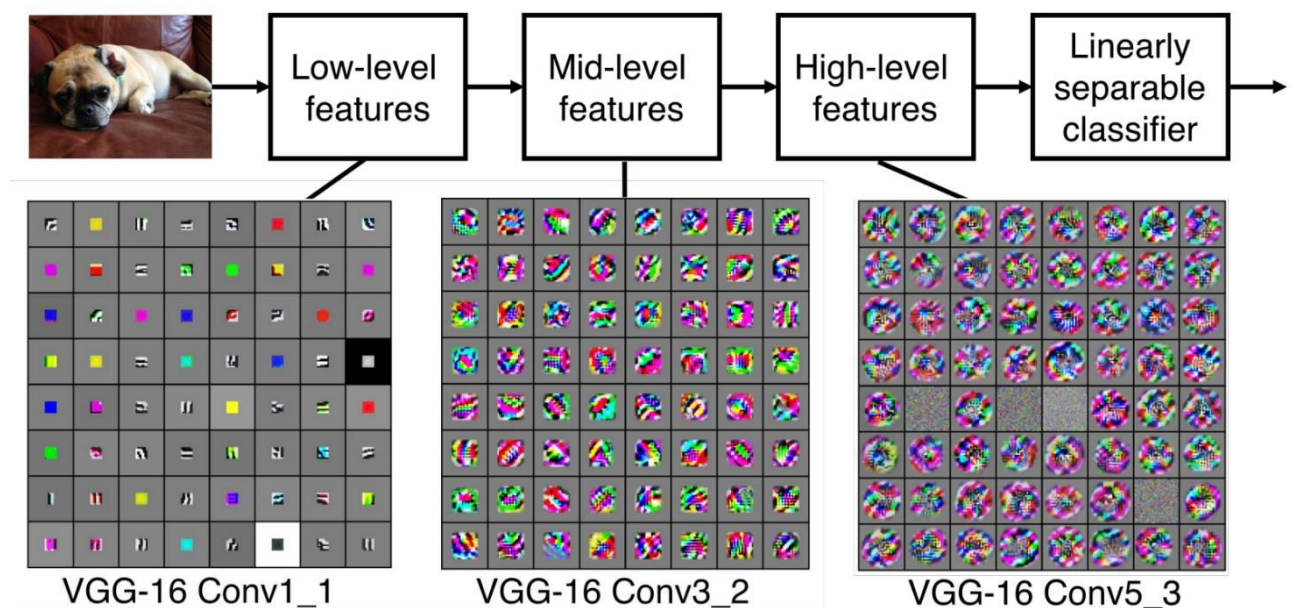 Low-level
features
Mid-level
features
High-level
features
Linearly
separable
classifier
VGG-16 Conv1_1
VGG-16 Conv3_2
VGG-16 Conv5_3